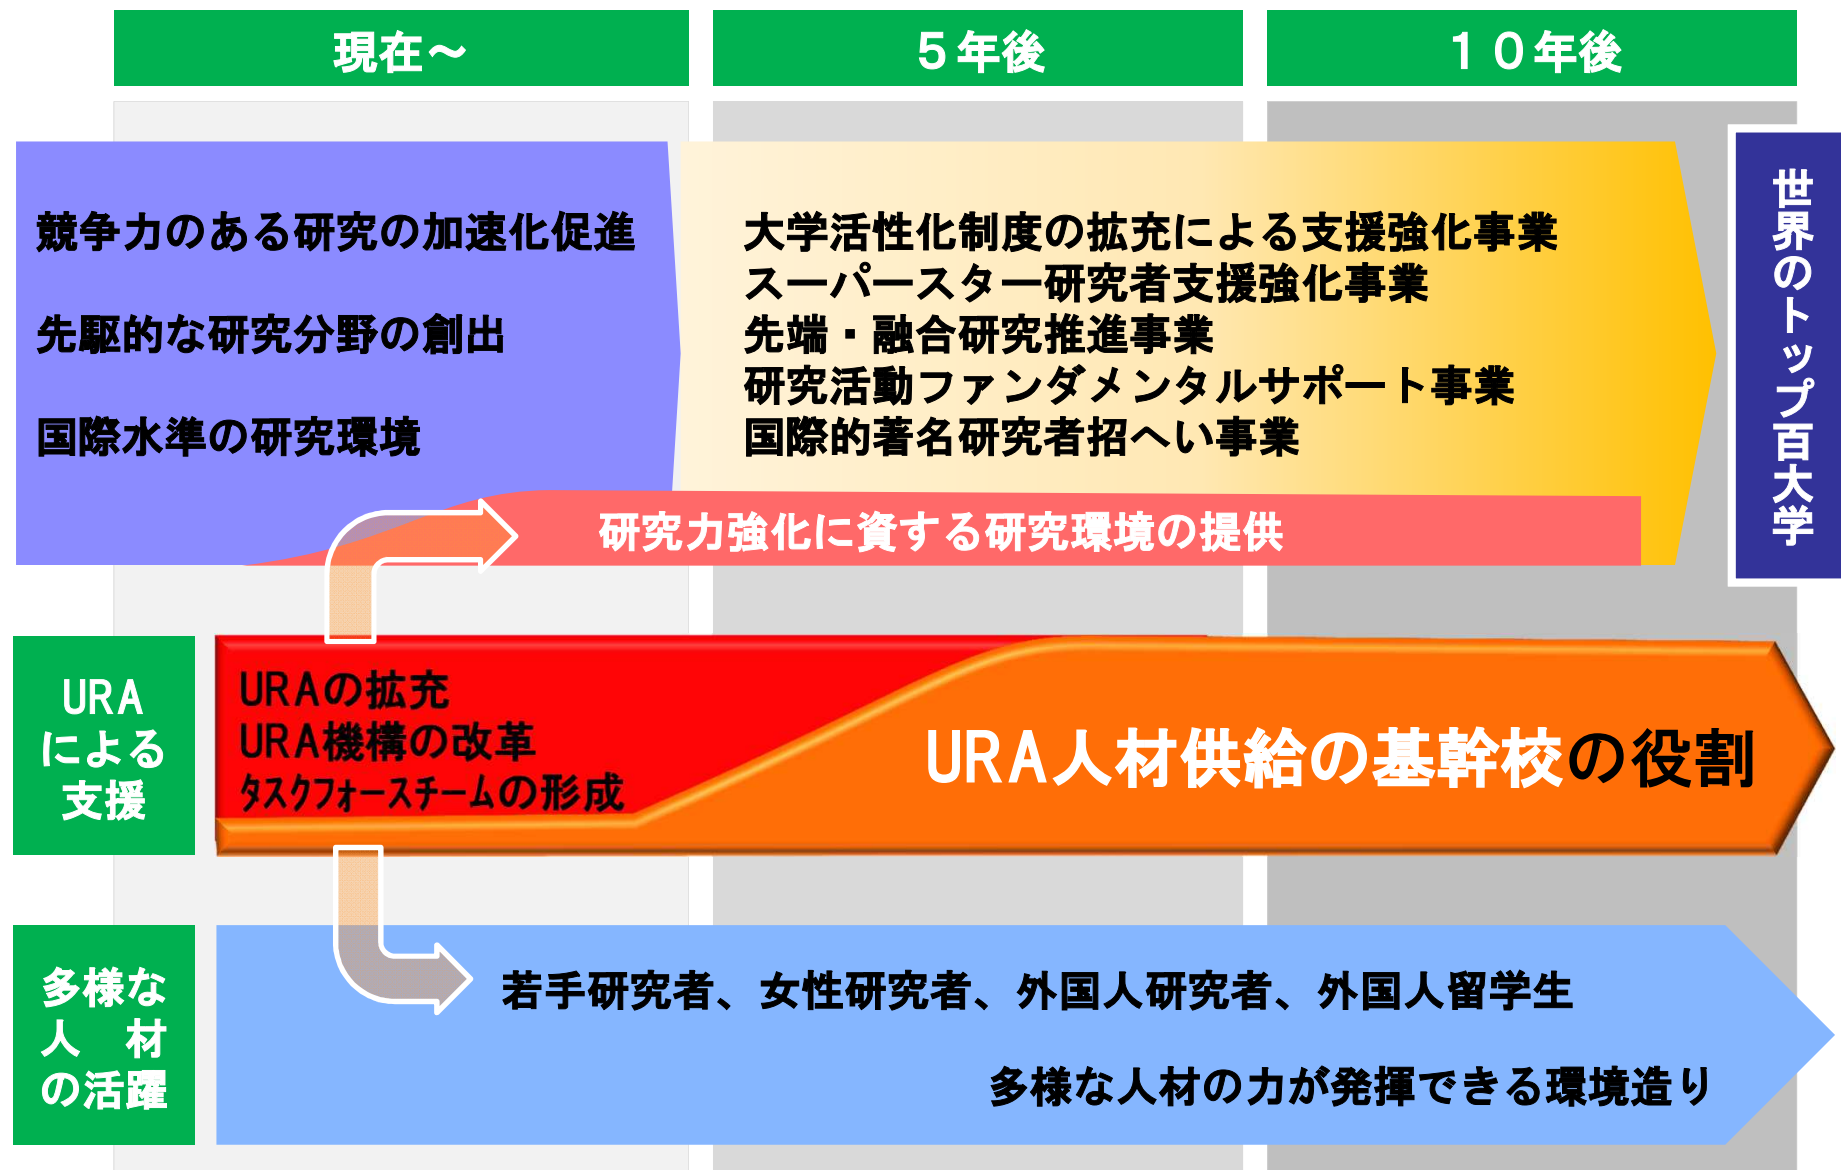 現在～
５年後
１０年後
競争力のある研究の加速化促進
先駆的な研究分野の創出
国際水準の研究環境
大学活性化制度の拡充による支援強化事業
スーパースター研究者支援強化事業
先端・融合研究推進事業
研究活動ファンダメンタルサポート事業
国際的著名研究者招へい事業
世界のトップ百大学
研究力強化に資する研究環境の提供
URA
による
支援
URAの拡充
URA機構の改革
ﾀｽｸﾌｫｰｽﾁｰﾑの形成
URA人材供給の基幹校の役割
多様な
人　材
の活躍
若手研究者、女性研究者、外国人研究者、外国人留学生
多様な人材の力が発揮できる環境造り